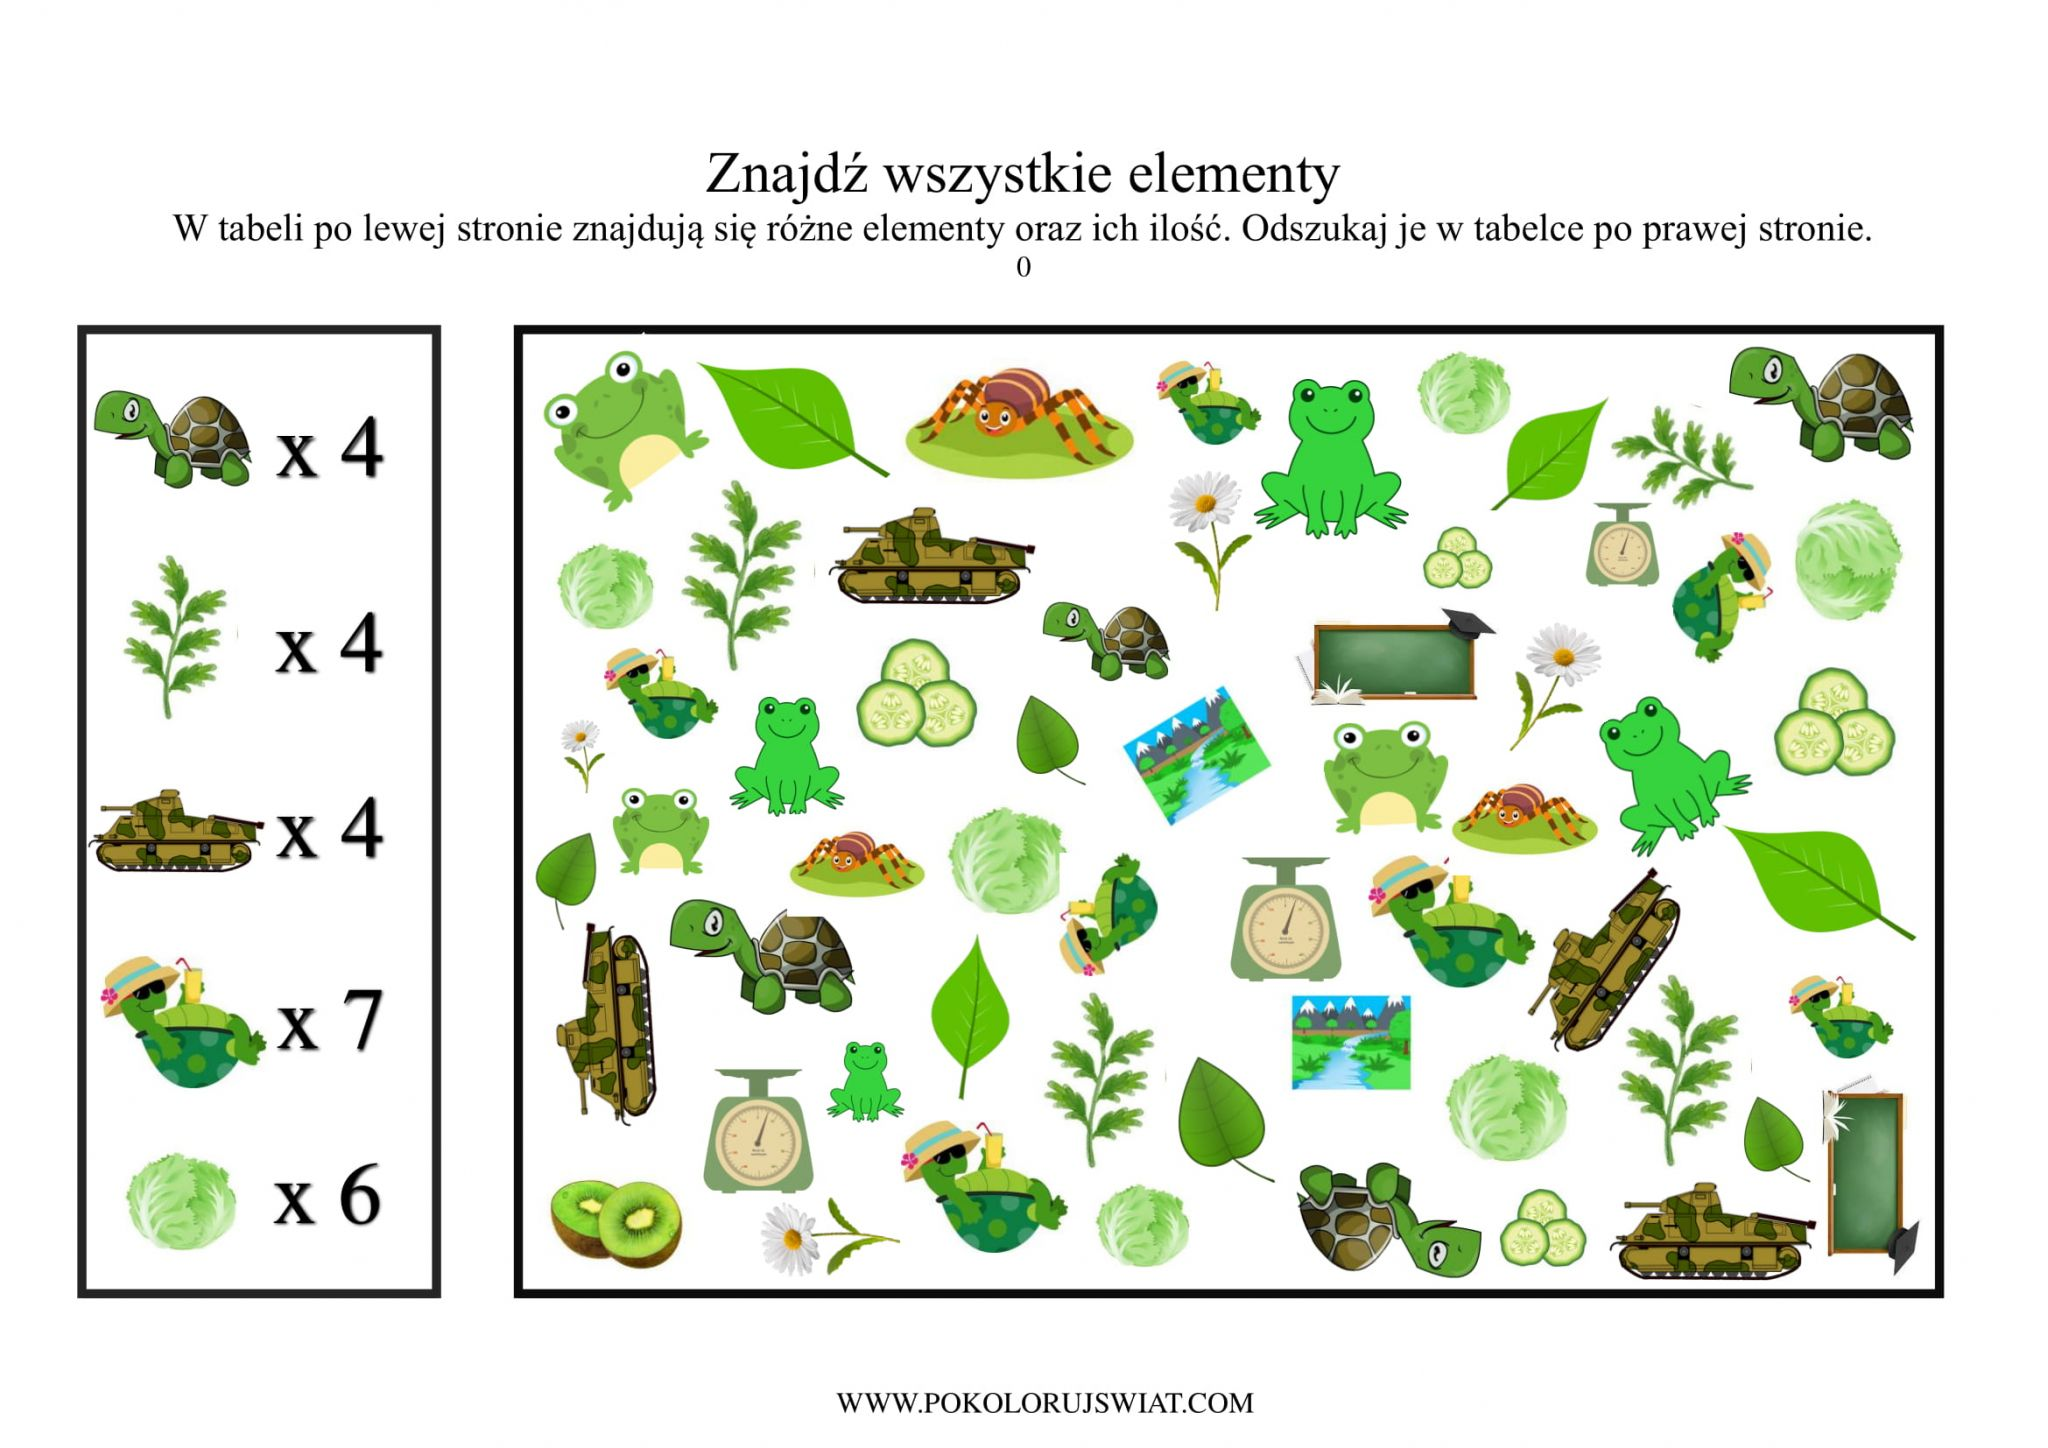 Znajdź wszystkie elementy
W tabeli po lewej stronie znajdują się różne elementy oraz ich ilość. Odszukaj je w tabelce po prawej stronie.
0
x 4
x 4
x 4
x 7
x 6
WWW.POKOLORUJSWIAT.COM